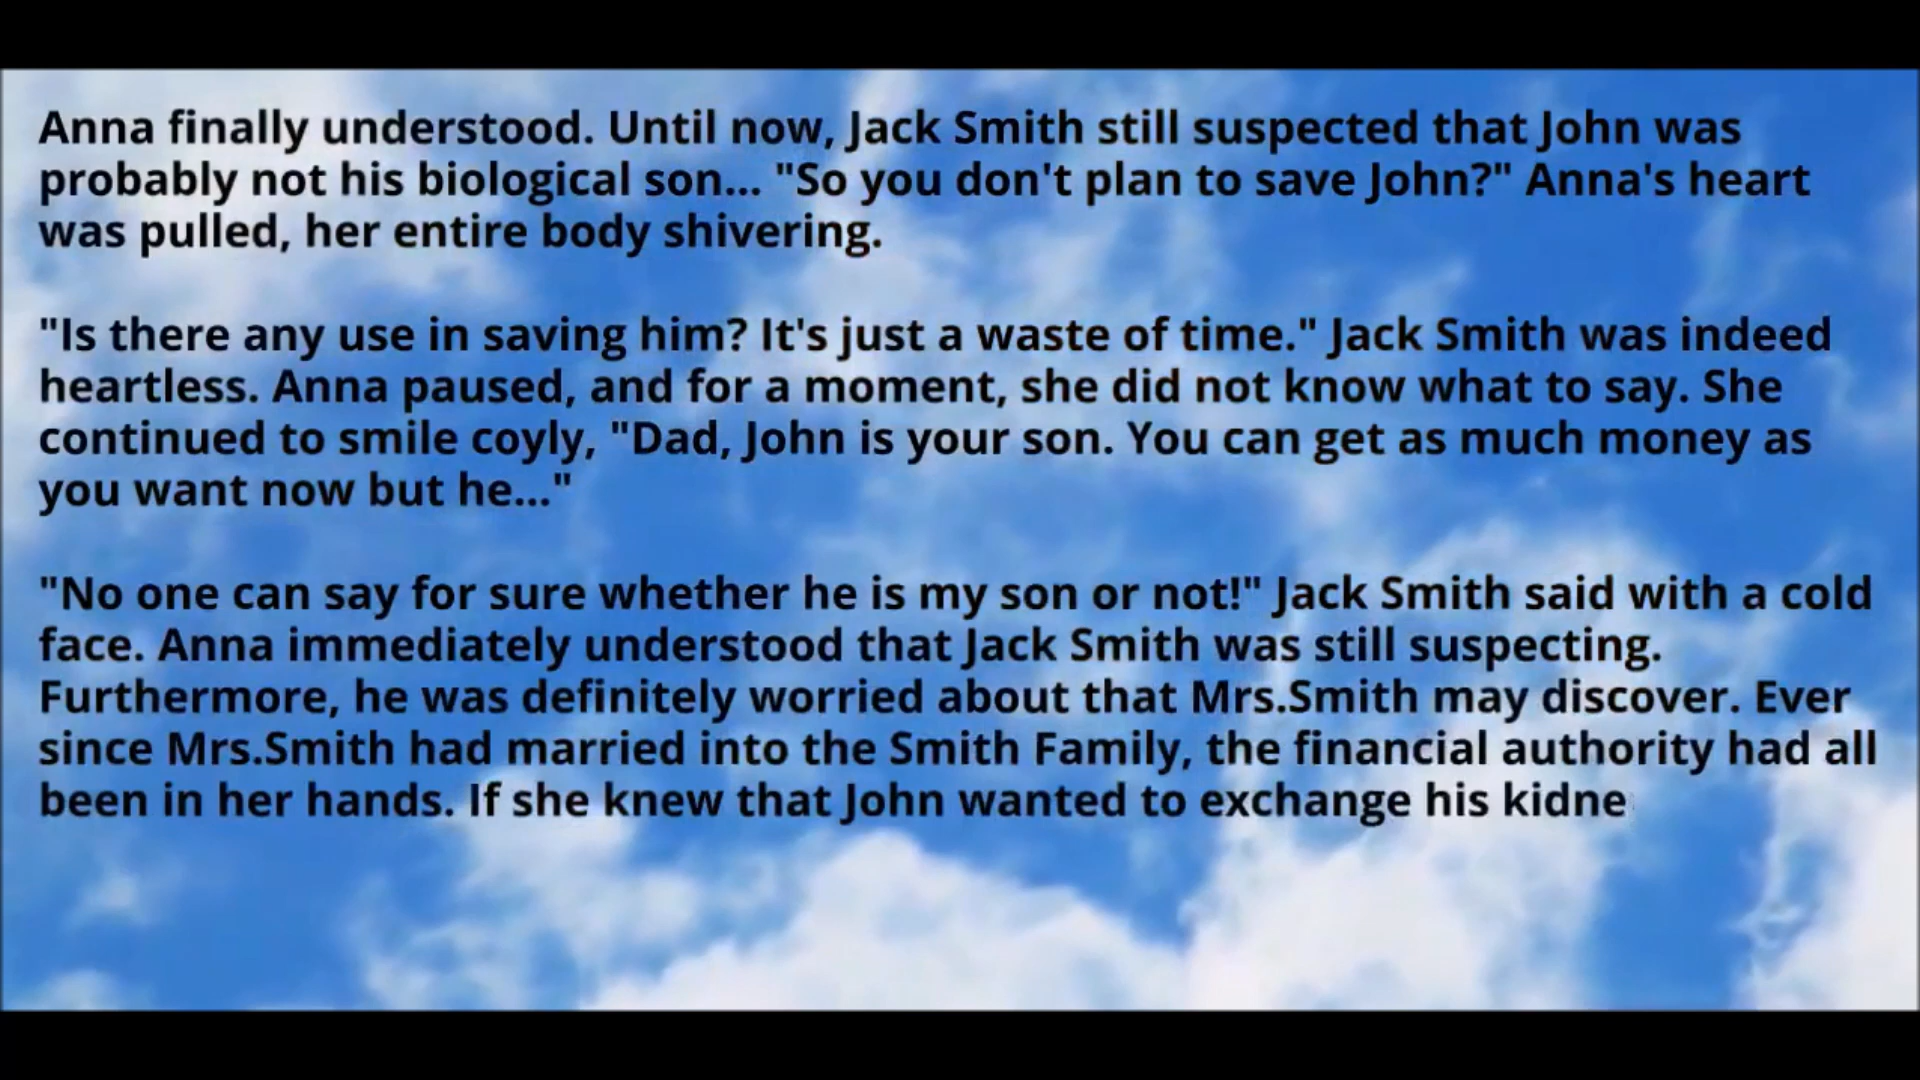 Anna finally understood. Until now, Jack Smith still suspected that John was
probably not his biological son... "So you don't plan to save John?" Anna's heart
was pulled, her entire body shivering.
"Is there any use in saving him? It's just a waste of time." Jack Smith was indeed
heartless. Anna paused, and for a moment, she did not know what to say. She
continued to smile coyly, "Dad, John is your son. You can get as much money as
you want now but he..."
"No one can say for sure whether he is my son or not!" Jack Smith said with a cold
face. Anna immediately understood that Jack Smith was still suspecting.
Furthermore, he was definitely worried about that Mrs.Smith may discover. Ever
since Mrs.Smith had married into the Smith Family, the financial authority had all
been in her hands. If she knew that John wanted to exchange his kidne